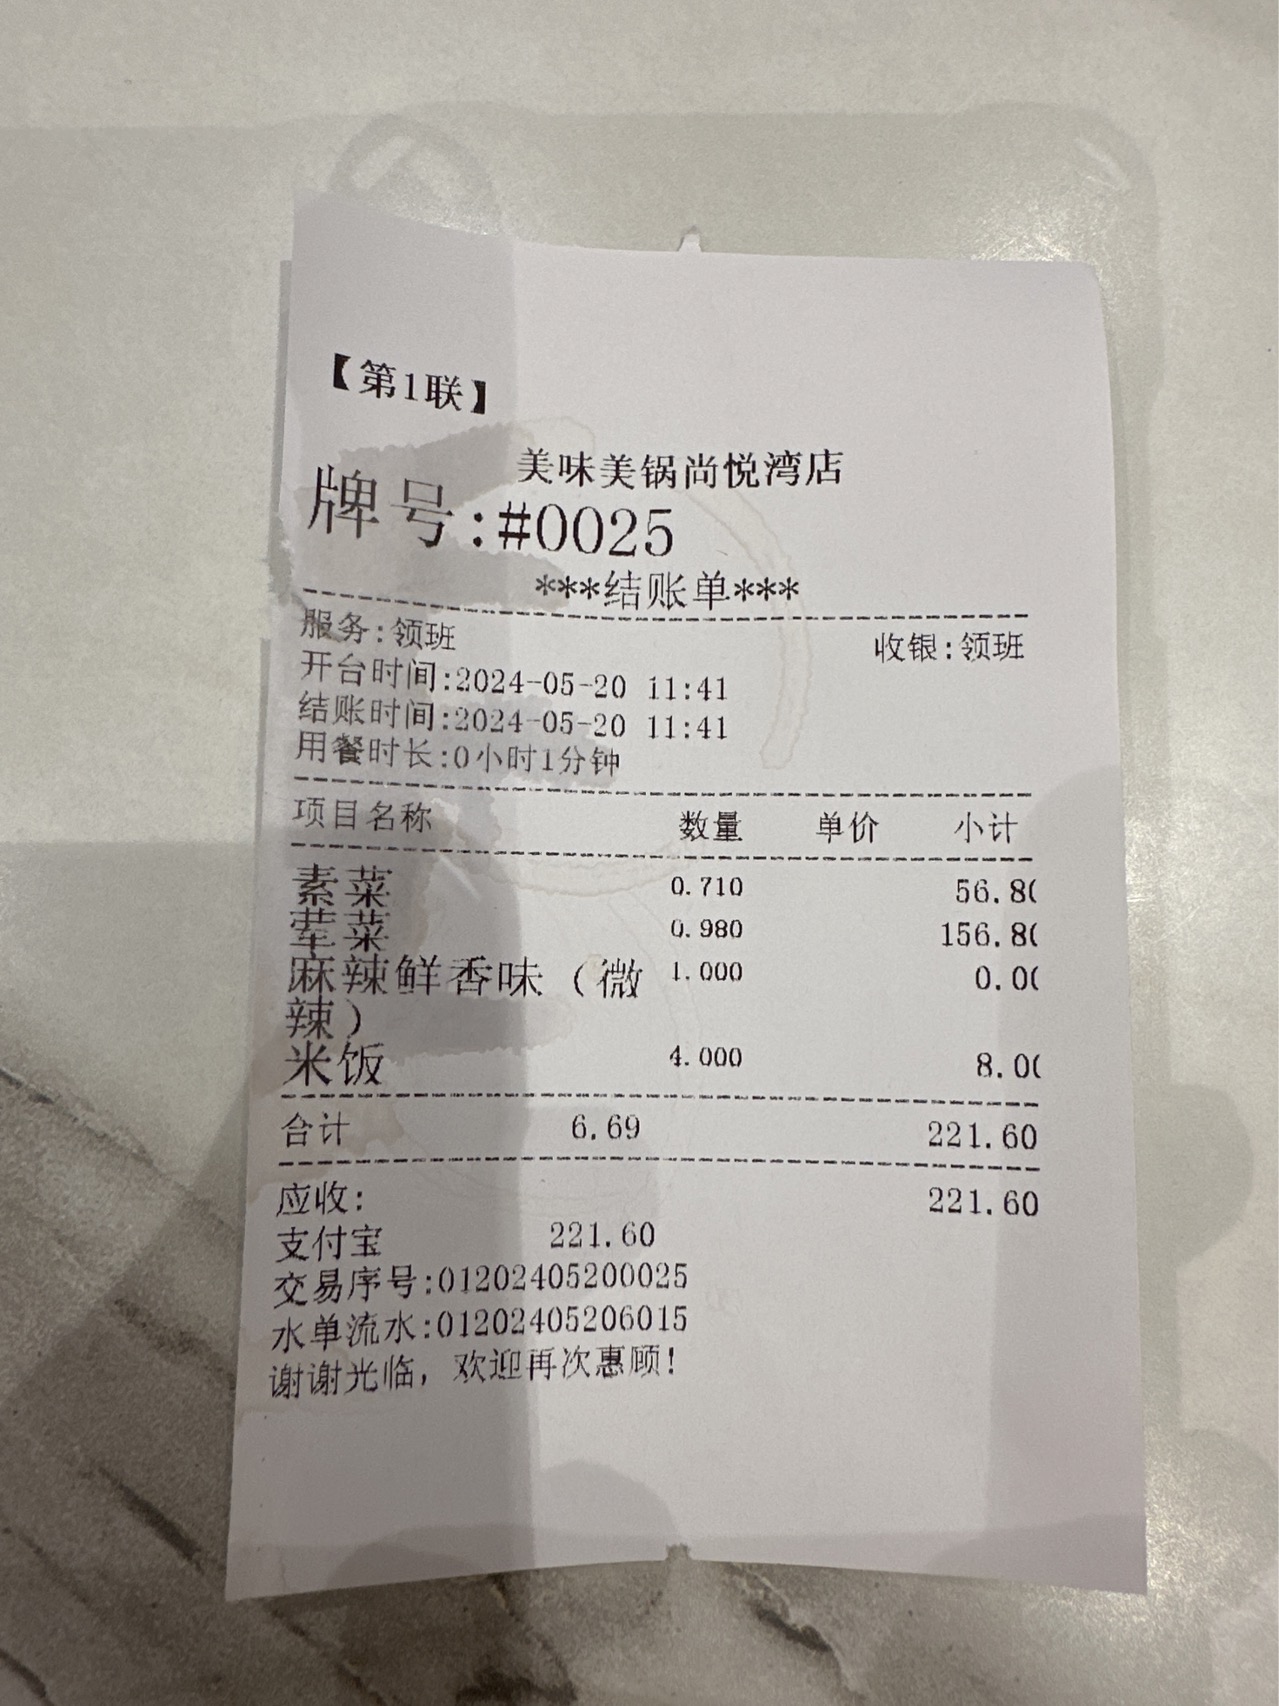 【第1联】
美味美锅尚悦湾店
牌号:#0025
***结账单***
服务:领班 收银:领班
开台时间:2024-05-20 11:41
结账时间:2024-05-20 11:41
用餐时长:0小时1分钟
项目名称 数量 单价 小计
素菜 0.710 56.80
荤菜 0.980 156.80
麻辣鲜香味（微 1.000 0.00
辣）
米饭 4.000 8.00
合计 6.69 221.60
应收: 221.60
支付宝 221.60
交易序号:01202405200025
水单流水:01202405206015
谢谢光临，欢迎再次惠顾!